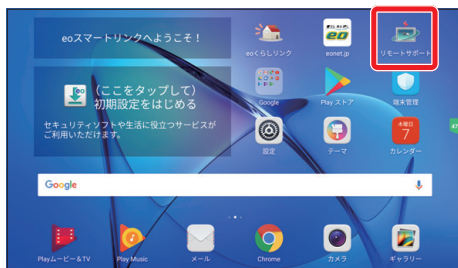 eoスマートリンクへようこそ！
eoくらしリンク
eo
eonet.jp
リモートサポート
eo
(ここをタップして)
初期設定をはじめる
セキュリティソフトや生活に役立つサービスが
ご利用いただけます。
Google
Play ストア
端末管理
設定
テーマ
水曜日
7
カレンダー
47
Google
Playムービー＆TV
Play Music
メール
Chrome
カメラ
ギャラリー